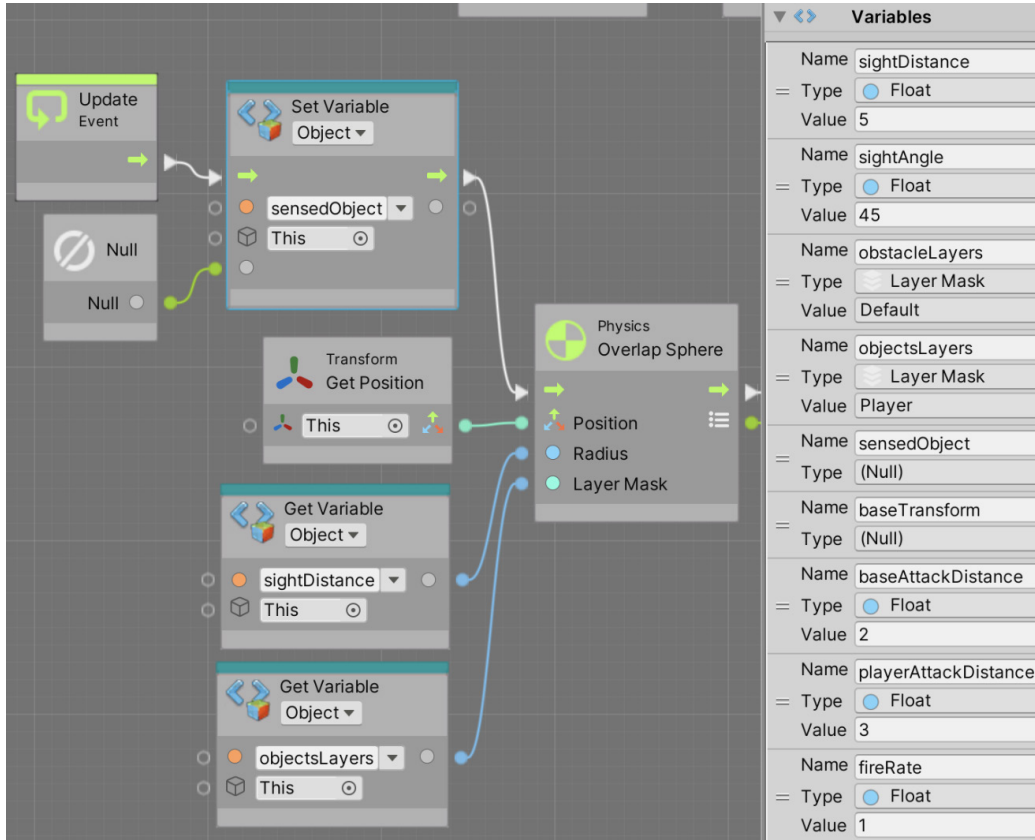 Update
Event
Null
Null
Set Variable
Object
sensedObject
This
Transform
Get Position
This
Get Variable
Object
sightDistance
This
Get Variable
Object
objectsLayers
This
Physics
Overlap Sphere
Position
Radius
Layer Mask
Variables
Name sightDistance
= Type Float
Value 5
Name sightAngle
= Type Float
Value 45
Name obstacleLayers
= Type Layer Mask
Value Default
Name objectsLayers
= Type Layer Mask
Value Player
Name sensedObject
= Type (Null)
Name baseTransform
= Type (Null)
Name baseAttackDistance
= Type Float
Value 2
Name playerAttackDistance
= Type Float
Value 3
Name fireRate
= Type Float
Value 1